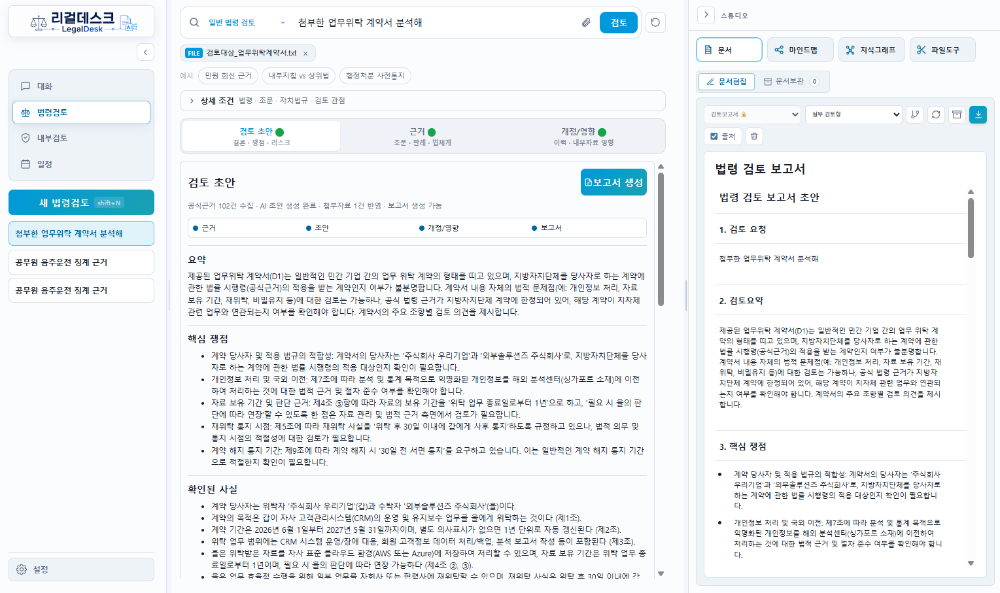 리걸데스크
LegalDesk
AI
대화
법령검토
내부검토
일정
새 법령검토 shift+N
첨부한 업무위탁 계약서 분석해
공무원 음주운전 징계 근거
공무원 음주운전 징계 근거
설정
일반 법령 검토
첨부한 업무위탁 계약서 분석해
검토
FILE 검토대상_업무위탁계약서.txt ×
예시 민원 회신 근거 내부지침 vs 상위법 행정처분 사전통지
상세 조건 법령 · 조문 · 자치법규 · 검토 관점
검토 초안
결론 · 쟁점 · 리스크
근거
조문 · 판례 · 법체계
개정/영향
이력 · 내부자료 영향
검토 초안
보고서 생성
공식근거 102건 수집 · AI 초안 생성 완료 · 첨부자료 1건 반영 · 보고서 생성 가능
근거 초안 개정/영향 보고서
요약
제공된 업무위탁 계약서(D1)는 일반적인 민간 기업 간의 업무 위탁 계약의 형태를 띠고 있으며, 지방자치단체를 당사자로 하는 계약에
관한 법률 시행령(공식근거)의 적용을 받는 계약인지 여부가 불분명합니다. 계약서 내용 자체의 법적 문제점(예: 개인정보 처리, 자료
보유 기간, 재위탁, 비밀유지 등)에 대한 검토는 가능하나, 공식 법령 근거가 지방자치단체 계약에 한정되어 있어, 해당 계약이 지자체
관련 업무와 연관되는지 여부를 확인해야 합니다. 계약서의 주요 조항별 검토 의견을 제시합니다.
핵심 쟁점
계약 당사자 및 적용 법규의 적합성: 계약서의 당사자는 '주식회사 우리기업'과 '외부솔루션즈 주식회사'로, 지방자치단체를 당사
자로 하는 계약에 관한 법률 시행령의 적용 대상인지 확인이 필요합니다.
개인정보 처리 및 국외 이전: 제7조에 따라 분석 및 통계 목적으로 익명화된 개인정보를 해외 분석센터(싱가포르 소재)에 이전
하여 처리하는 것에 대한 법적 근거 및 절차 준수 여부를 확인해야 합니다.
자료 보유 기간 및 판단 근거: 제4조 ③항에 따라 자료의 보유 기간을 '위탁 업무 종료일로부터 1년'으로 하고, '필요 시 을의 판
단에 따라 연장'할 수 있도록 한 점은 자료 관리 및 법적 근거 측면에서 검토가 필요합니다.
재위탁 통지 시점: 제5조에 따라 재위탁 사실을 '위탁 후 30일 이내에 갑에게 사후 통지'하도록 규정하고 있으나, 법적 의무 및
통지 시점의 적절성에 대한 검토가 필요합니다.
계약 해지 통지 기간: 제9조에 따라 계약 해지 시 '30일 전 서면 통지'를 요구하고 있습니다. 이는 일반적인 계약 해지 통지 기간
으로 적절한지 확인이 필요합니다.
확인된 사실
계약 당사자는 위탁자 '주식회사 우리기업'(갑)과 수탁자 '외부솔루션즈 주식회사'(을)이다.
계약의 목적은 갑이 자사 고객관리시스템(CRM)의 운영 및 유지보수 업무를 을에게 위탁하는 것이다 (제1조).
계약 기간은 2026년 6월 1일부터 2027년 5월 31일까지이며, 별도 의사표시가 없으면 1년 단위로 자동 갱신된다 (제2조).
위탁 업무 범위에는 CRM 시스템 운영/장애 대응, 회원 고객정보 데이터 처리/백업, 분석 보고서 작성 등이 포함된다 (제3조).
을은 위탁받은 자료를 자사 표준 클라우드 환경(AWS 또는 Azure)에 저장하여 처리할 수 있으며, 자료 보유 기간은 위탁 업무 종
료일로부터 1년이며, 필요 시 을의 판단에 따라 연장 가능하다 (제4조 ②, ③).
을은 업무 효율적 수행을 위해 일부 업무를 자회사 또는 협력사에 재위탁할 수 있으며, 재위탁 사실은 위탁 후 30일 이내에 갑
스튜디오
문서 마인드맵 지식그래프 파일도구
문서편집 문서보관 0
검토보고서 실무 검토형
출처
법령 검토 보고서
법령 검토 보고서 초안
1. 검토 요청
첨부한 업무위탁 계약서 분석해
2. 검토요약
제공된 업무위탁 계약서(D1)는 일반적인 민간 기업 간의 업무 위탁 계
약의 형태를 띠고 있으며, 지방자치단체를 당사자로 하는 계약에 관한
법률 시행령(공식근거)의 적용을 받는 계약인지 여부가 불분명합니다.
계약서 내용 자체의 법적 문제점(예: 개인정보 처리, 자료 보유 기간, 재
위탁, 비밀유지 등)에 대한 검토는 가능하나, 공식 법령 근거가 지방자
치단체 계약에 한정되어 있어, 해당 계약이 지자체 관련 업무와 연관되
는지 여부를 확인해야 합니다. 계약서의 주요 조항별 검토 의견을 제시
합니다.
3. 핵심 쟁점
계약 당사자 및 적용 법규의 적합성: 계약서의 당사자는 '주식회사
우리기업'과 '외부솔루션즈 주식회사'로, 지방자치단체를 당사자로
하는 계약에 관한 법률 시행령의 적용 대상인지 확인이 필요합니
다.
개인정보 처리 및 국외 이전: 제7조에 따라 분석 및 통계 목적으로
익명화된 개인정보를 해외 분석센터(싱가포르 소재)에 이전하여
처리하는 것에 대한 법적 근거 및 절차 준수 여부를 확인해야 합니
다.